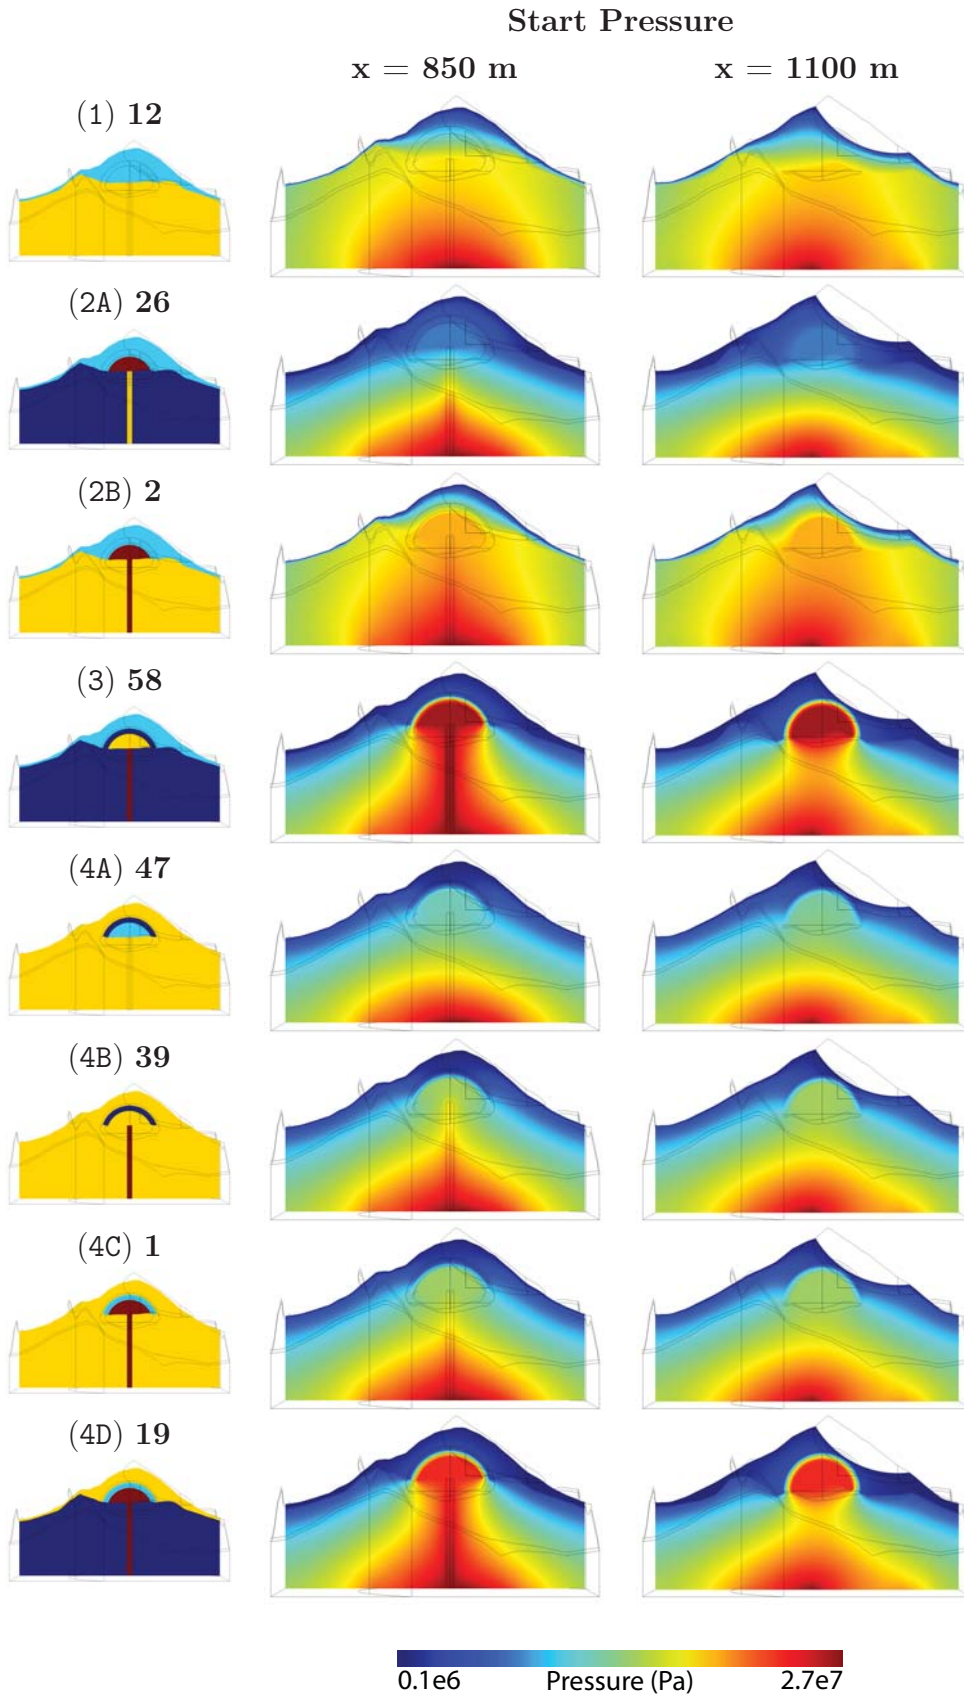 Start Pressure
x = 850 m x = 1100 m
(1) 12
(2A) 26
(2B) 2
(3) 58
(4A) 47
(4B) 39
(4C) 1
(4D) 19
0.1e6 Pressure (Pa) 2.7e7